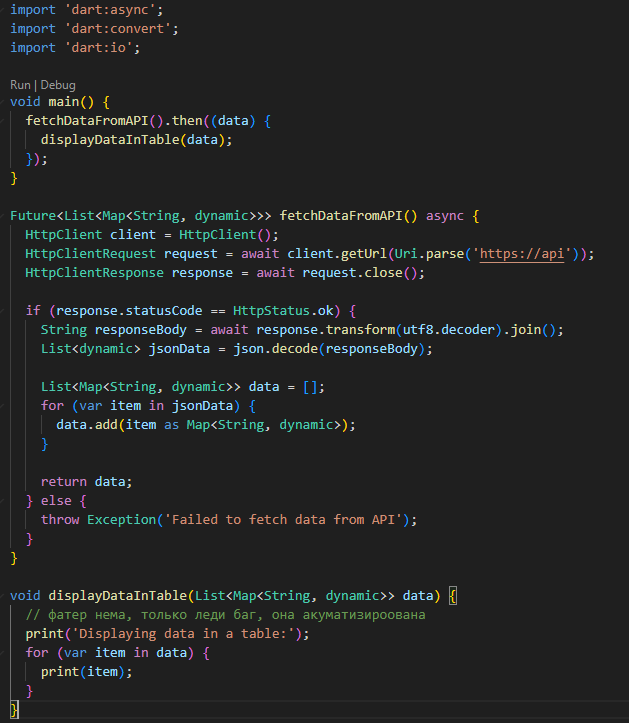 import 'dart:async';
import 'dart:convert';
import 'dart:io';
Run | Debug
void main() {
fetchDataFromAPI().then((data) {
displayDataInTable(data);
});
}
Future<List<Map<String, dynamic>>> fetchDataFromAPI() async {
HttpClient client = HttpClient();
HttpClientRequest request = await client.getUrl(Uri.parse('https://api'));
HttpClientResponse response = await request.close();
if (response.statusCode == HttpStatus.ok) {
String responseBody = await response.transform(utf8.decoder).join();
List<dynamic> jsonData = json.decode(responseBody);
List<Map<String, dynamic>> data = [];
for (var item in jsonData) {
data.add(item as Map<String, dynamic>);
}
return data;
} else {
throw Exception('Failed to fetch data from API');
}
}
void displayDataInTable(List<Map<String, dynamic>> data) {
// фатер нема, только леди баг, она акуматизироована
print('Displaying data in a table:');
for (var item in data) {
print(item);
}
}